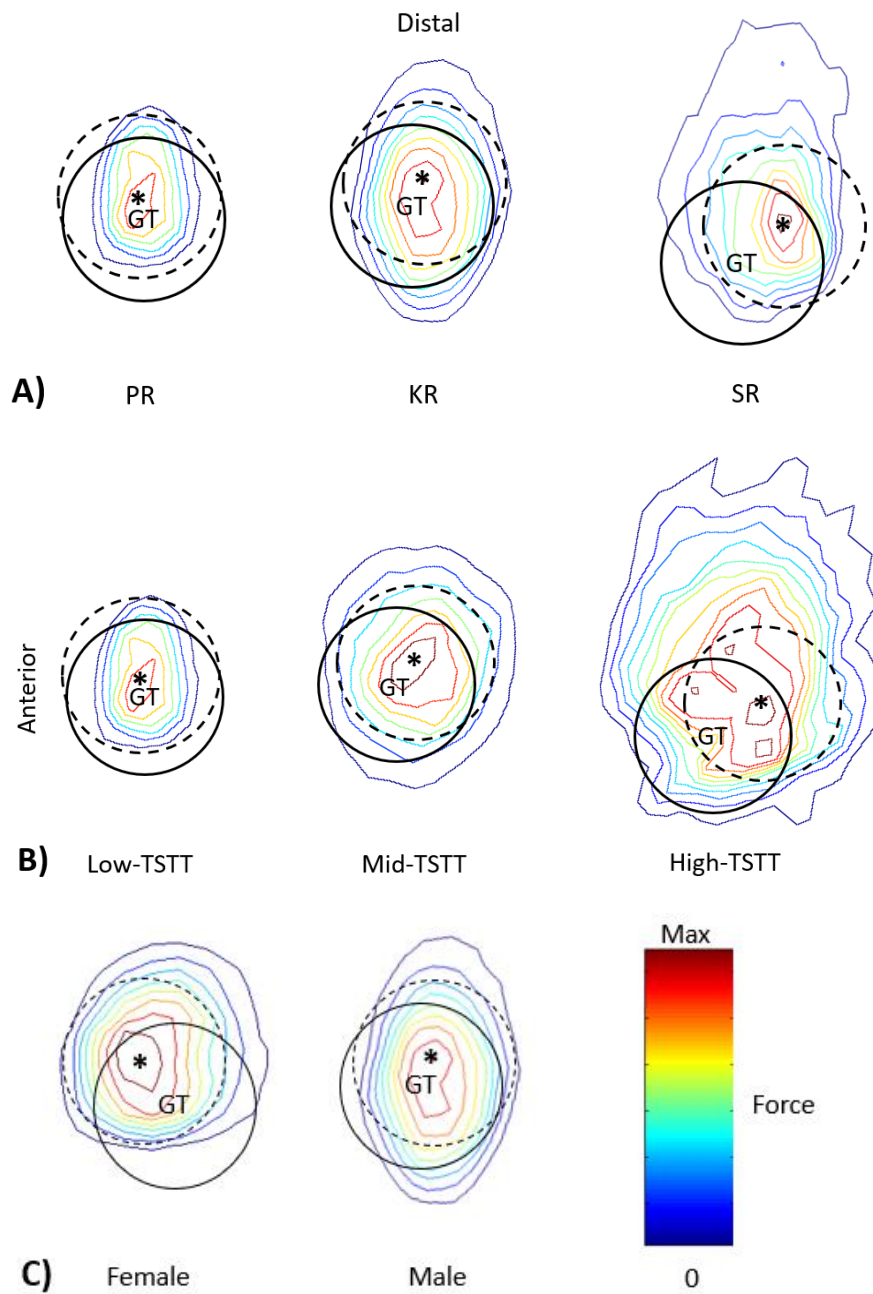 Distal
*
*
*
GT
GT
GT
A)
PR
KR
SR
Anterior
*
*
*
GT
GT
GT
B)
Low-TSTT
Mid-TSTT
High-TSTT
Max
*
*
GT
GT
Force
C)
Female
Male
0